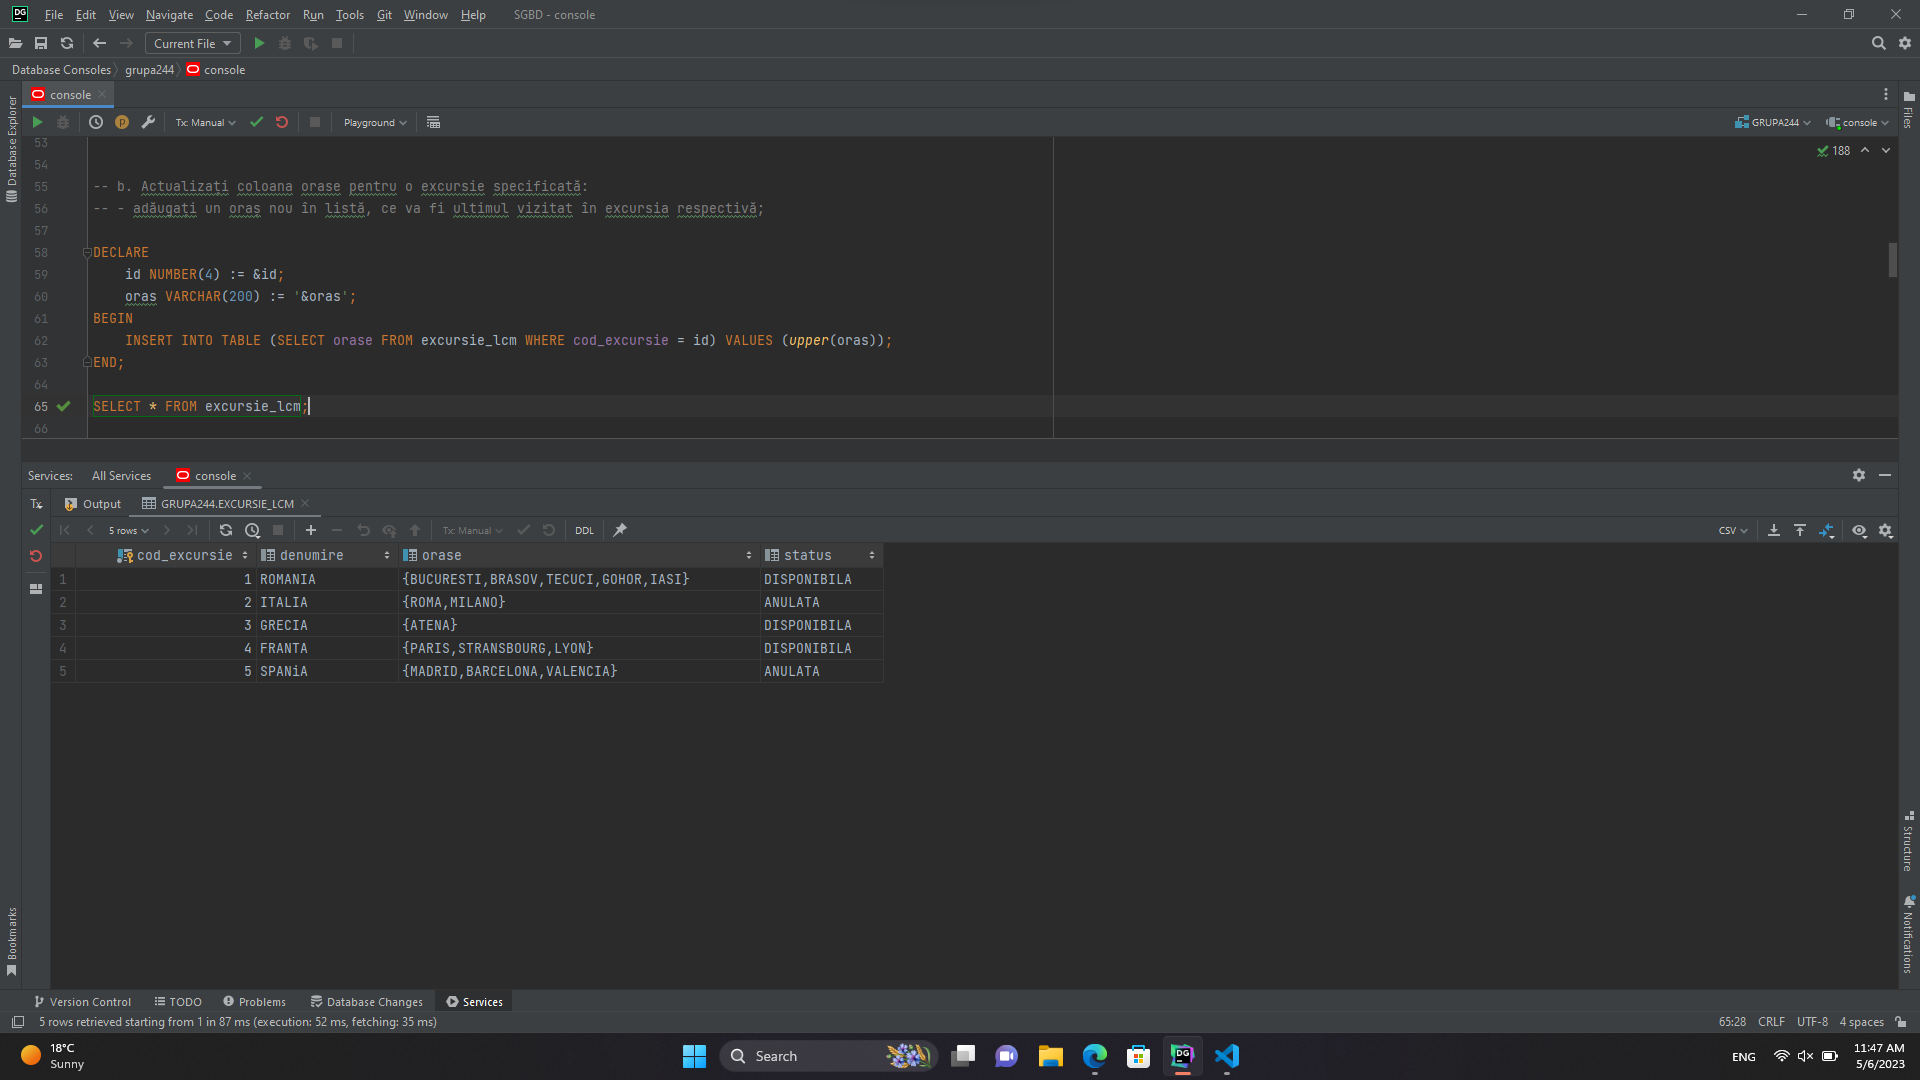 DG File Edit View Navigate Code Refactor Run Tools Git Window Help SGBD - console
Current File
Database Consoles grupa244 console
console
Tx: Manual Playground GRUPA244 console
Database Explorer
Files
188
53
54
55 -- b. Actualizați coloana orase pentru o excursie specificată:
56 -- - adăugați un oraș nou în listă, ce va fi ultimul vizitat în excursia respectivă;
57
58 DECLARE
59 id NUMBER(4) := &id;
60 oras VARCHAR(200) := '&oras';
61 BEGIN
62 INSERT INTO TABLE (SELECT orase FROM excursie_lcm WHERE cod_excursie = id) VALUES (upper(oras));
63 END;
64
65 SELECT * FROM excursie_lcm;
66
Services: All Services console
Tx Output GRUPA244.EXCURSIE_LCM
5 rows Tx: Manual DDL CSV
cod_excursie denumire orase status
1 1 ROMANIA {BUCURESTI,BRASOV,TECUCI,GOHOR,IASI} DISPONIBILA
2 2 ITALIA {ROMA,MILANO} ANULATA
3 3 GRECIA {ATENA} DISPONIBILA
4 4 FRANTA {PARIS,STRANSBOURG,LYON} DISPONIBILA
5 5 SPANiA {MADRID,BARCELONA,VALENCIA} ANULATA
Structure
Bookmarks
Notifications
Version Control TODO Problems Database Changes Services
5 rows retrieved starting from 1 in 87 ms (execution: 52 ms, fetching: 35 ms) 65:28 CRLF UTF-8 4 spaces
18°C
Sunny
Search
DG
ENG
11:47 AM
5/6/2023